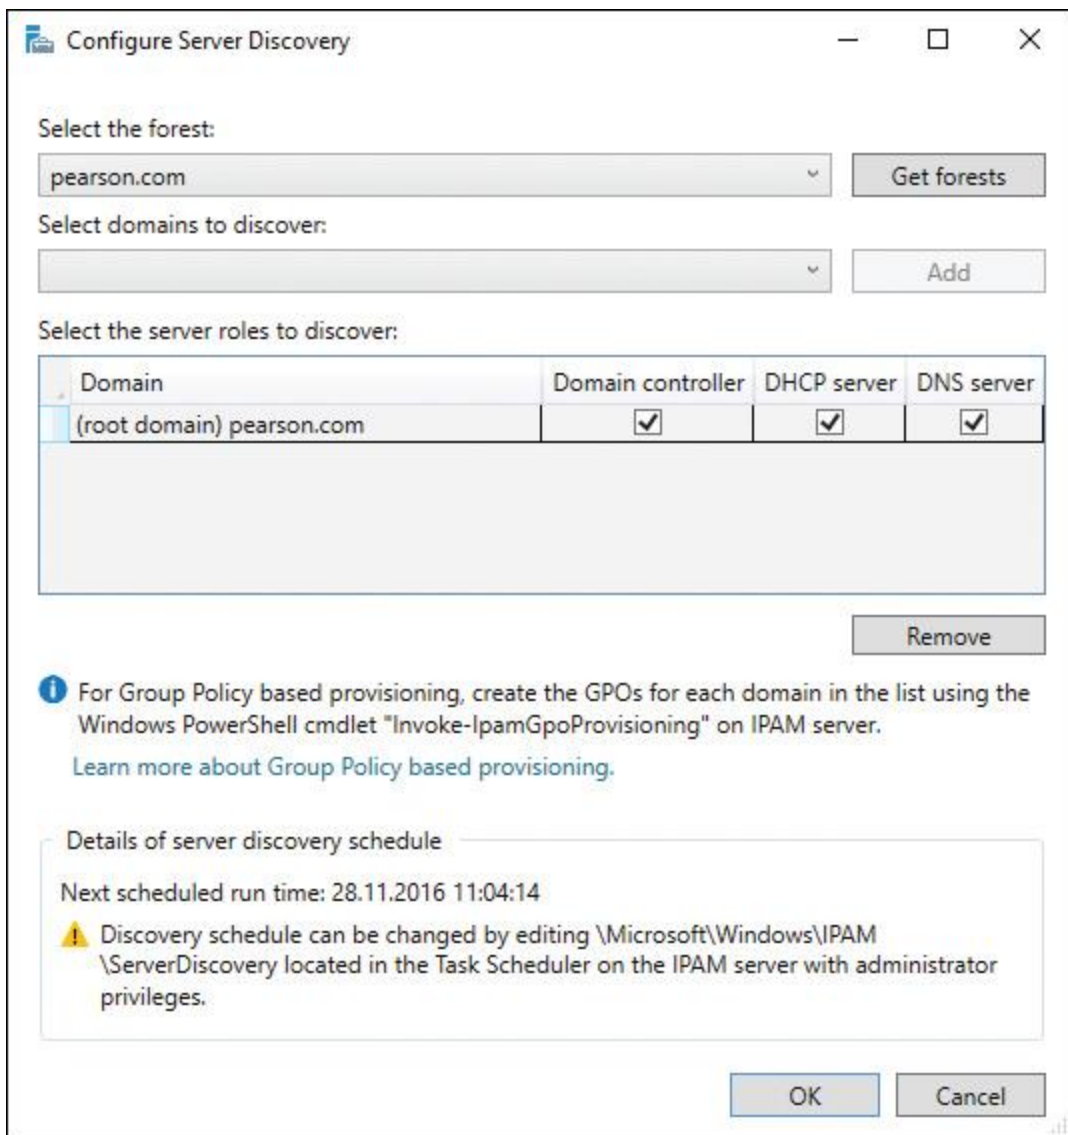 Configure Server Discovery
Select the forest:
pearson.com
Get forests
Select domains to discover:
Add
Select the server roles to discover:
Domain Domain controller DHCP server DNS server
(root domain) pearson.com
Remove
For Group Policy based provisioning, create the GPOs for each domain in the list using the
Windows PowerShell cmdlet "Invoke-IpamGpoProvisioning" on IPAM server.
Learn more about Group Policy based provisioning.
Details of server discovery schedule
Next scheduled run time: 28.11.2016 11:04:14
Discovery schedule can be changed by editing \Microsoft\Windows\IPAM
\ServerDiscovery located in the Task Scheduler on the IPAM server with administrator
privileges.
OK Cancel